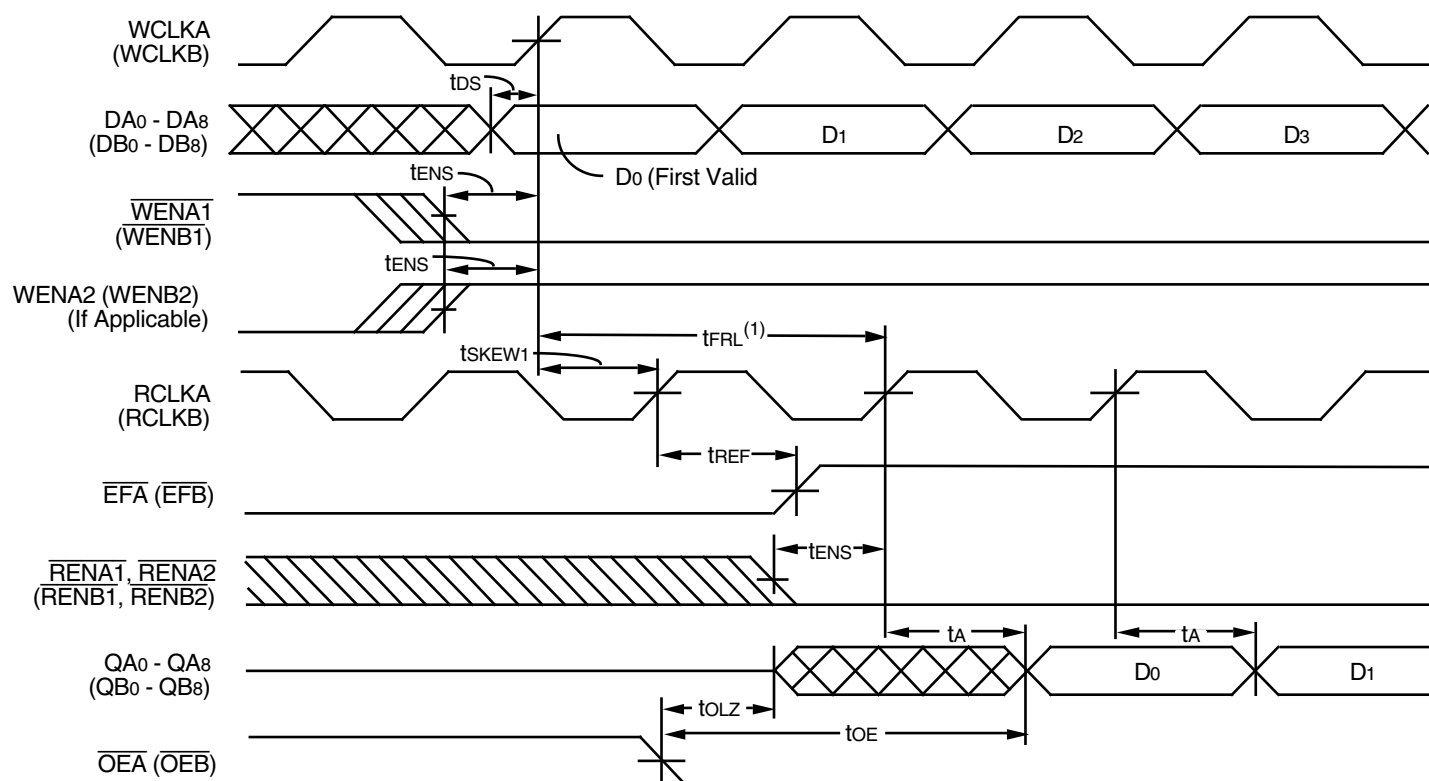 WCLKA
(WCLKB)
tDS
DA0 - DA8
(DB0 - DB8)
D1
D2
D3
D0 (First Valid
tENS
WENA1
(WENB1)
tENS
WENA2 (WENB2)
(If Applicable)
tFRL(1)
tSKEW1
RCLKA
(RCLKB)
tREF
EFA (EFB)
tENS
RENA1, RENA2
(RENB1, RENB2)
tA
tA
QA0 - QA8
(QB0 - QB8)
D0
D1
tOLZ
tOE
OEA (OEB)